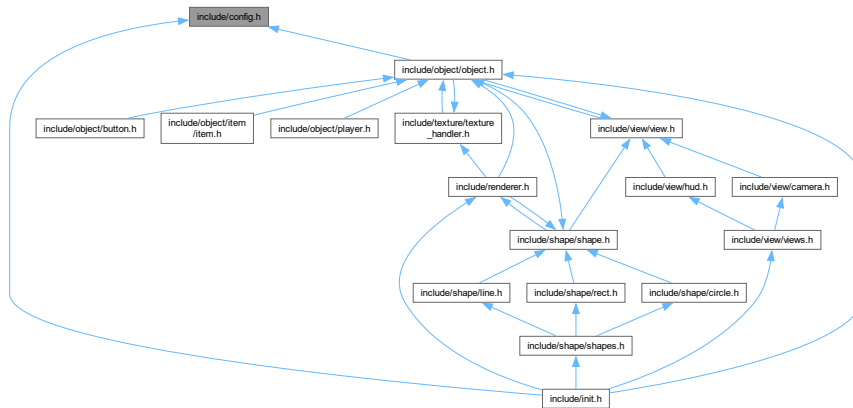 include/config.h
include/object/object.h
include/object/button.h
include/object/item
/item.h
include/object/player.h
include/texture/texture
_handler.h
include/view/view.h
include/renderer.h
include/view/hud.h
include/view/camera.h
include/shape/shape.h
include/view/views.h
include/shape/line.h
include/shape/rect.h
include/shape/circle.h
include/shape/shapes.h
include/init.h